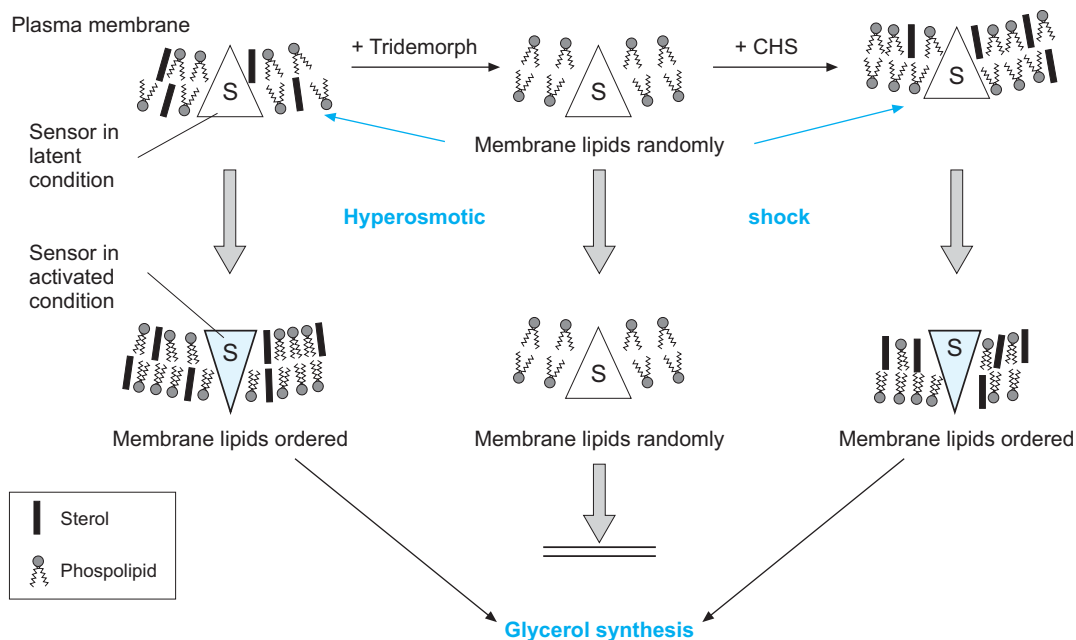 Plasma membrane
+ Tridemorph
+ CHS
S
S
S
Sensor in
latent
condition
Membrane lipids randomly
Hyperosmotic
shock
Sensor in
activated
condition
S
S
S
Membrane lipids ordered
Membrane lipids randomly
Membrane lipids ordered
Sterol
Phospolipid
Glycerol synthesis